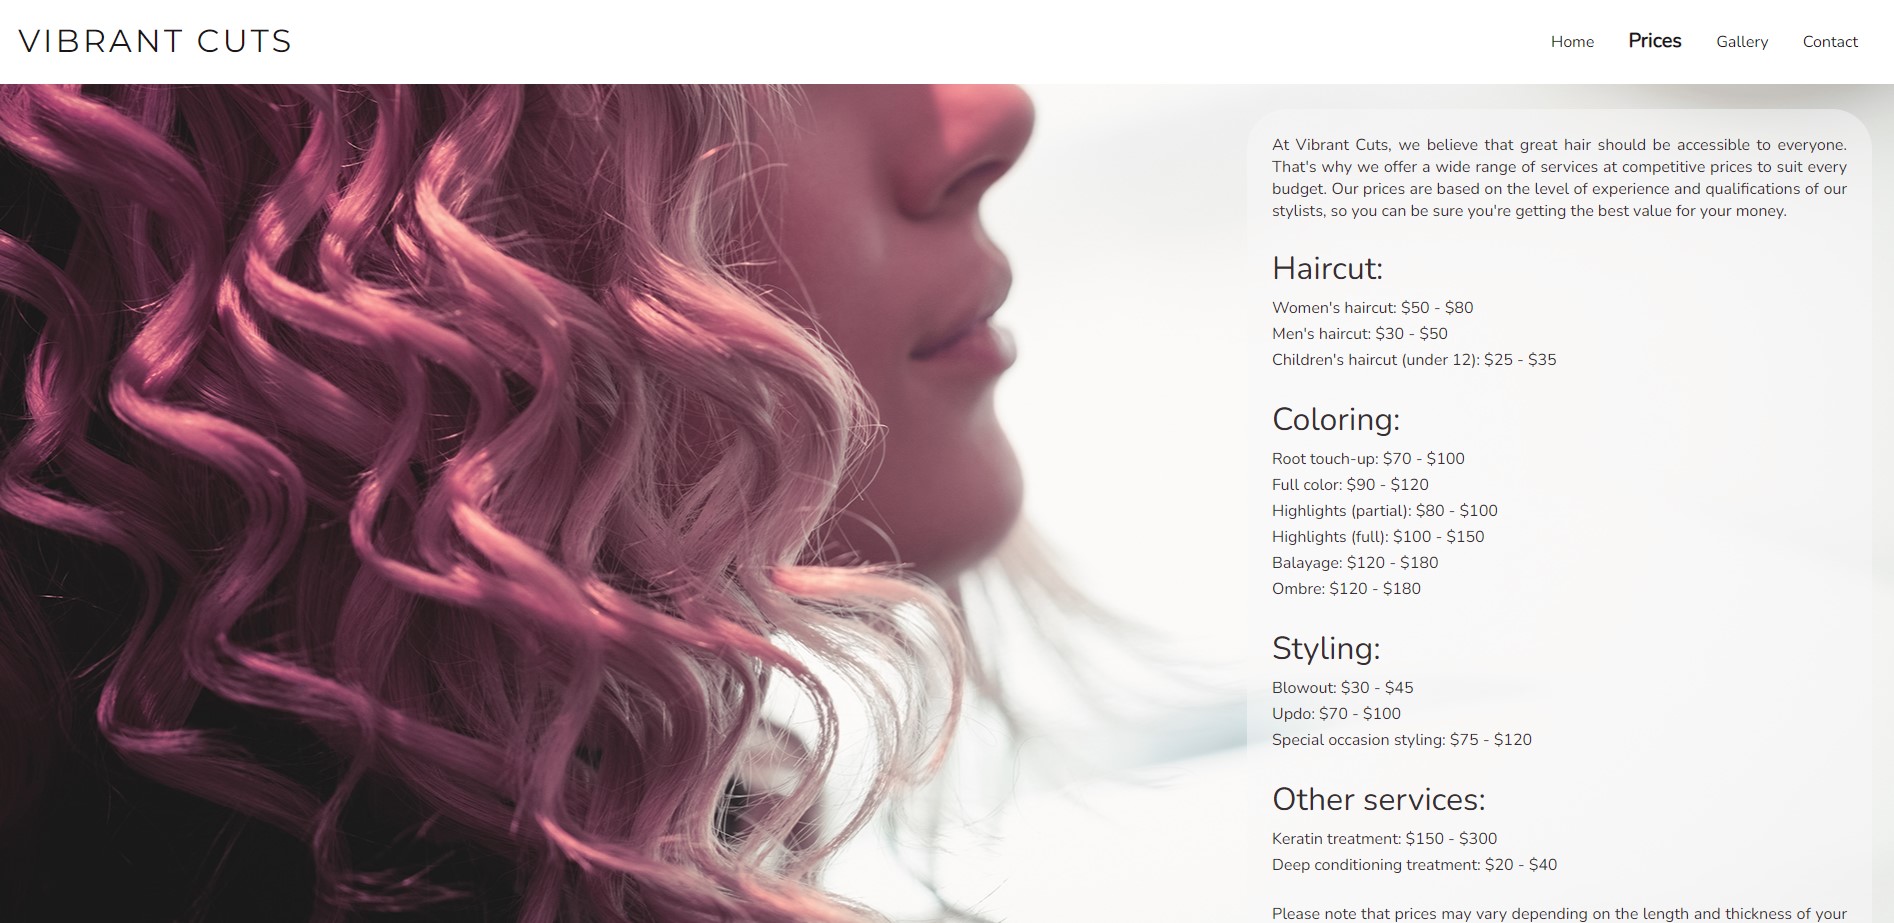 VIBRANT CUTS
Home Prices Gallery Contact
At Vibrant Cuts, we believe that great hair should be accessible to everyone.
That's why we offer a wide range of services at competitive prices to suit every
budget. Our prices are based on the level of experience and qualifications of our
stylists, so you can be sure you're getting the best value for your money.
Haircut:
Women's haircut: $50 - $80
Men's haircut: $30 - $50
Children's haircut (under 12): $25 - $35
Coloring:
Root touch-up: $70 - $100
Full color: $90 - $120
Highlights (partial): $80 - $100
Highlights (full): $100 - $150
Balayage: $120 - $180
Ombre: $120 - $180
Styling:
Blowout: $30 - $45
Updo: $70 - $100
Special occasion styling: $75 - $120
Other services:
Keratin treatment: $150 - $300
Deep conditioning treatment: $20 - $40
Please note that prices may vary depending on the length and thickness of your